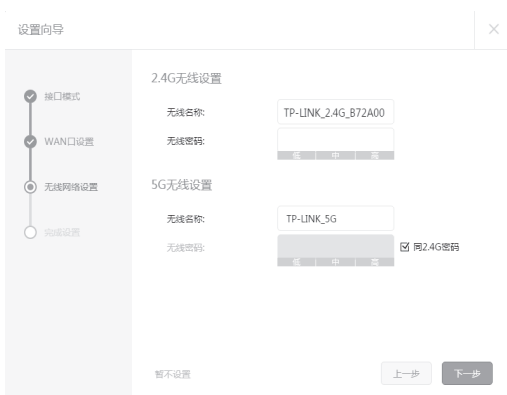 设置向导
接口模式
WAN口设置
无线网络设置
完成设置
2.4G无线设置
无线名称: TP-LINK_2.4G_B72A00
无线密码:
低 中 高
5G无线设置
无线名称: TP-LINK_5G
无线密码: 同2.4G密码
低 中 高
暂不设置 上一步 下一步